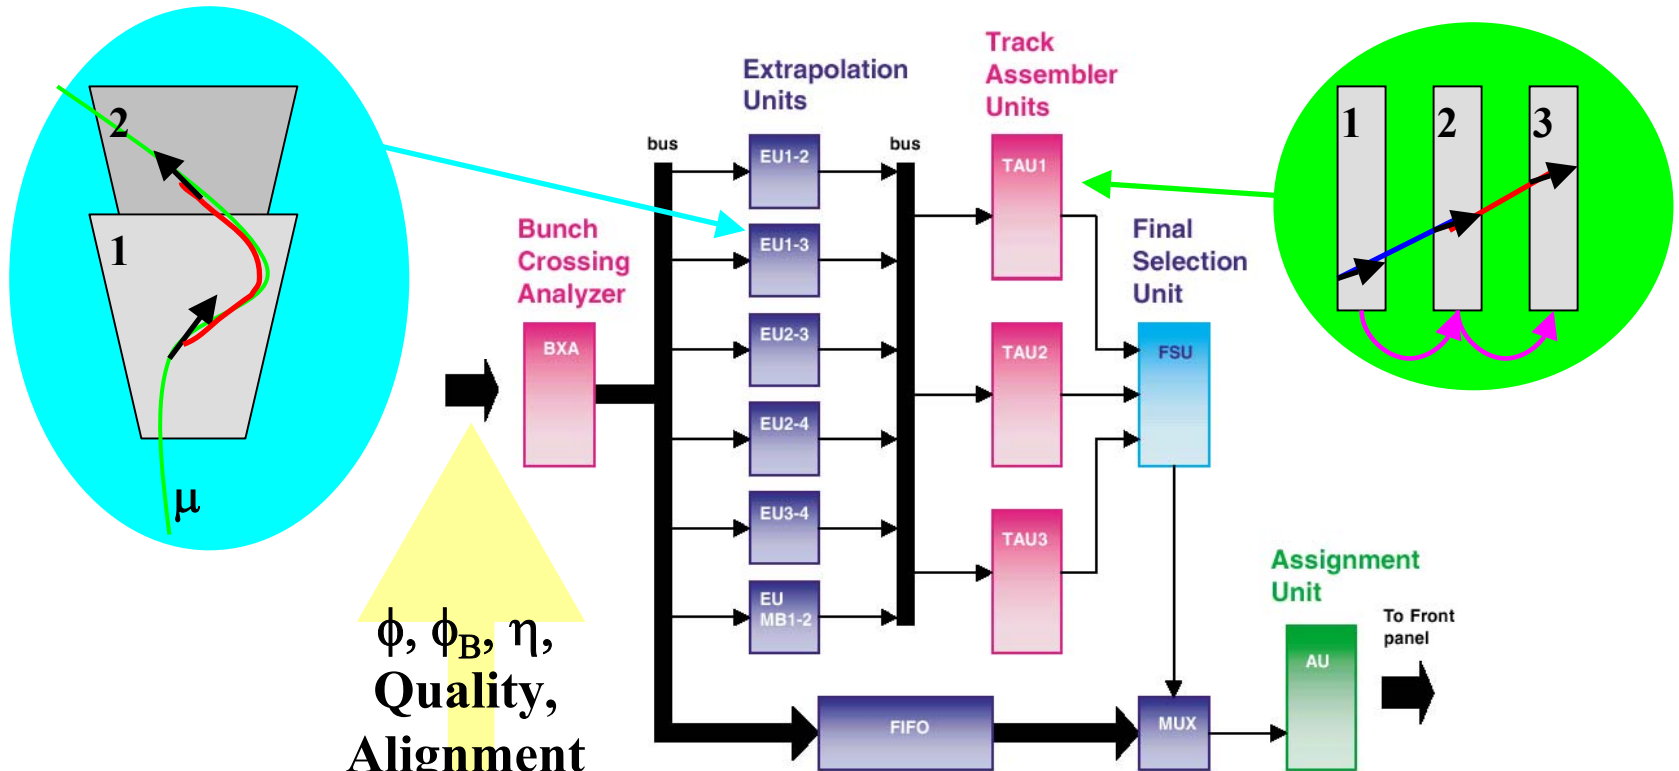 2
1
μ
ϕ, ϕB, η,
Quality,
Alignment
Bunch
Crossing
Analyzer
BXA
bus
Extrapolation
Units
EU1-2
EU1-3
EU2-3
EU2-4
EU3-4
EU
MB1-2
bus
Track
Assembler
Units
TAU1
TAU2
TAU3
Final
Selection
Unit
FSU
1 2 3
FIFO
MUX
Assignment
Unit
AU
To Front
panel